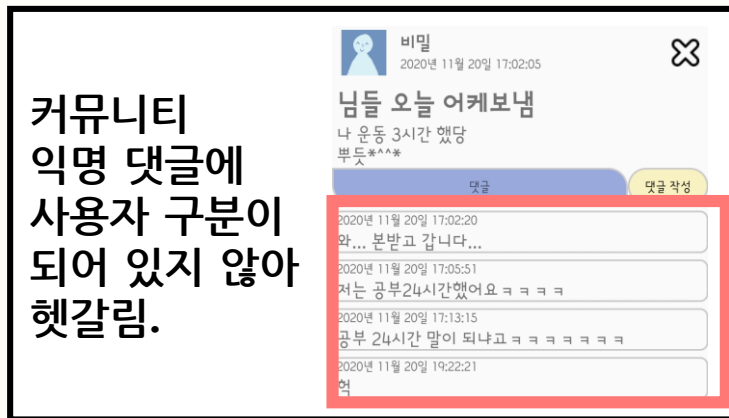 커뮤니티
익명 댓글에
사용자 구분이
되어 있지 않아
헷갈림.
비밀
2020년 11월 20일 17:02:05
님들 오늘 어케보냄
나 운동 3시간 했당
뿌듯*^^*
댓글
댓글 작성
2020년 11월 20일 17:02:20
와... 본받고 갑니다...
2020년 11월 20일 17:05:51
저는 공부24시간했어요ㅋㅋㅋㅋ
2020년 11월 20일 17:13:15
공부 24시간 말이 되냐고ㅋㅋㅋㅋㅋㅋㅋ
2020년 11월 20일 19:22:21
헉